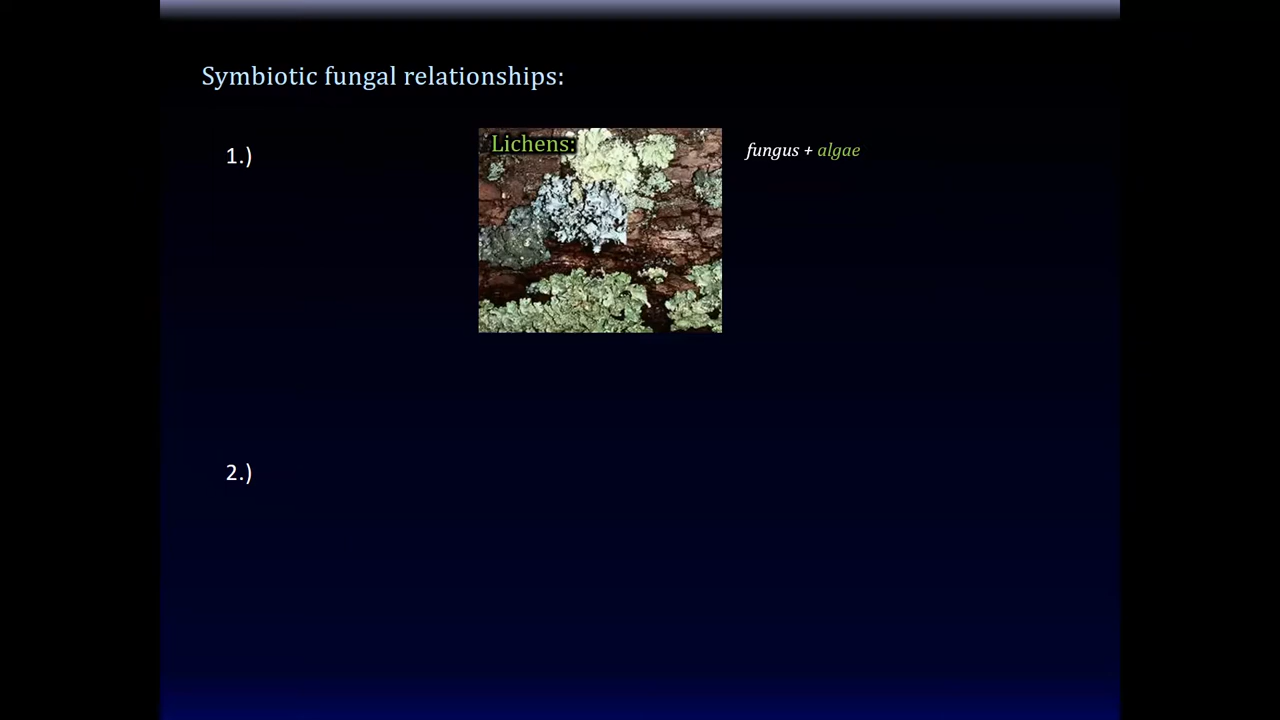 Symbiotic fungal relationships:
1.)
Lichens:
fungus + algae
2.)